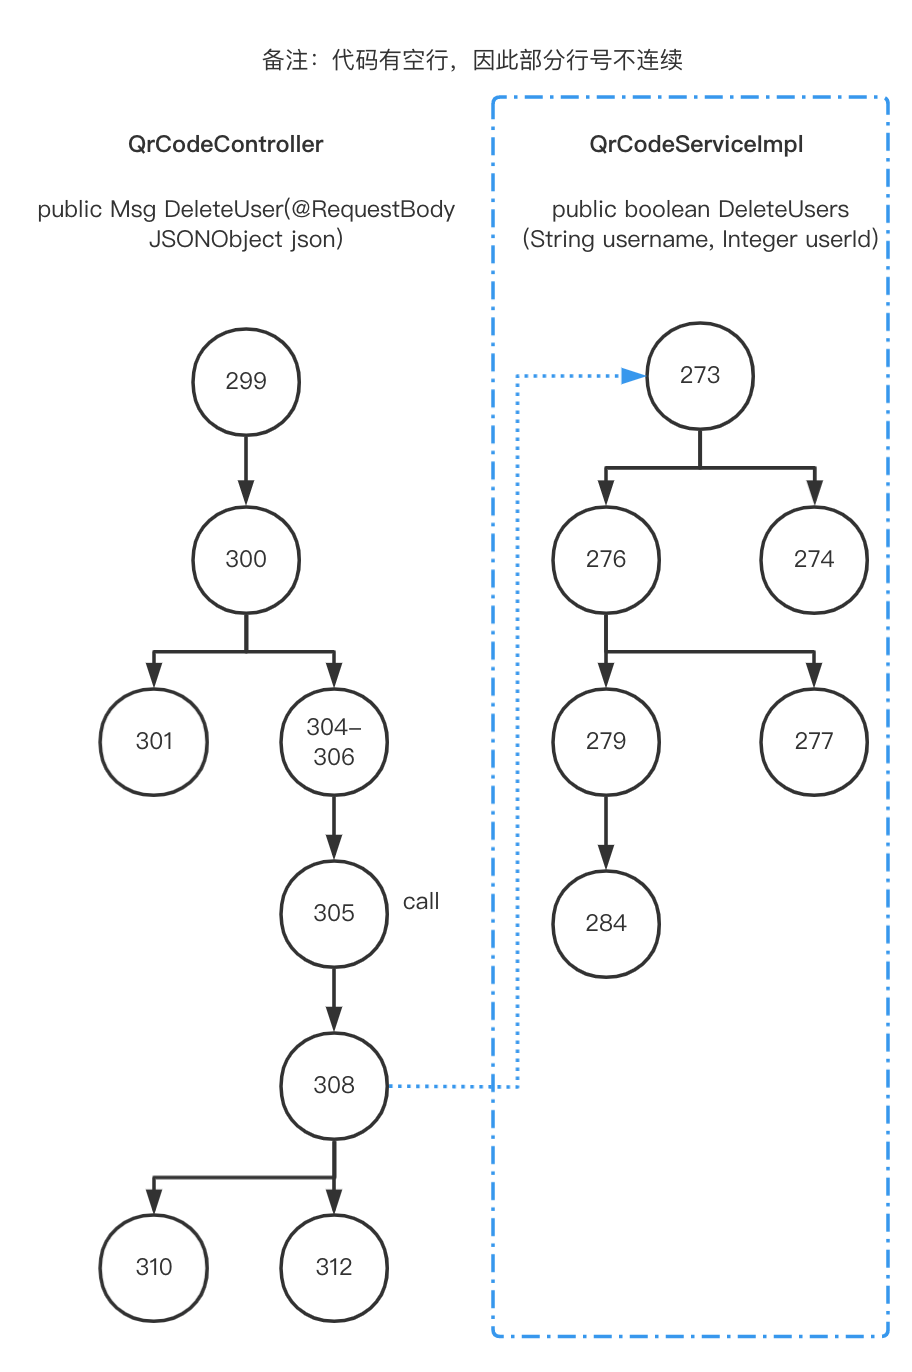 备注：代码有空行，因此部分行号不连续
QrCodeController
public Msg DeleteUser(@RequestBody
JSONObject json)
299
300
301
304–
306
305
call
308
310
312
QrCodeServiceImpl
public boolean DeleteUsers
(String username, Integer userId)
273
276
274
279
277
284